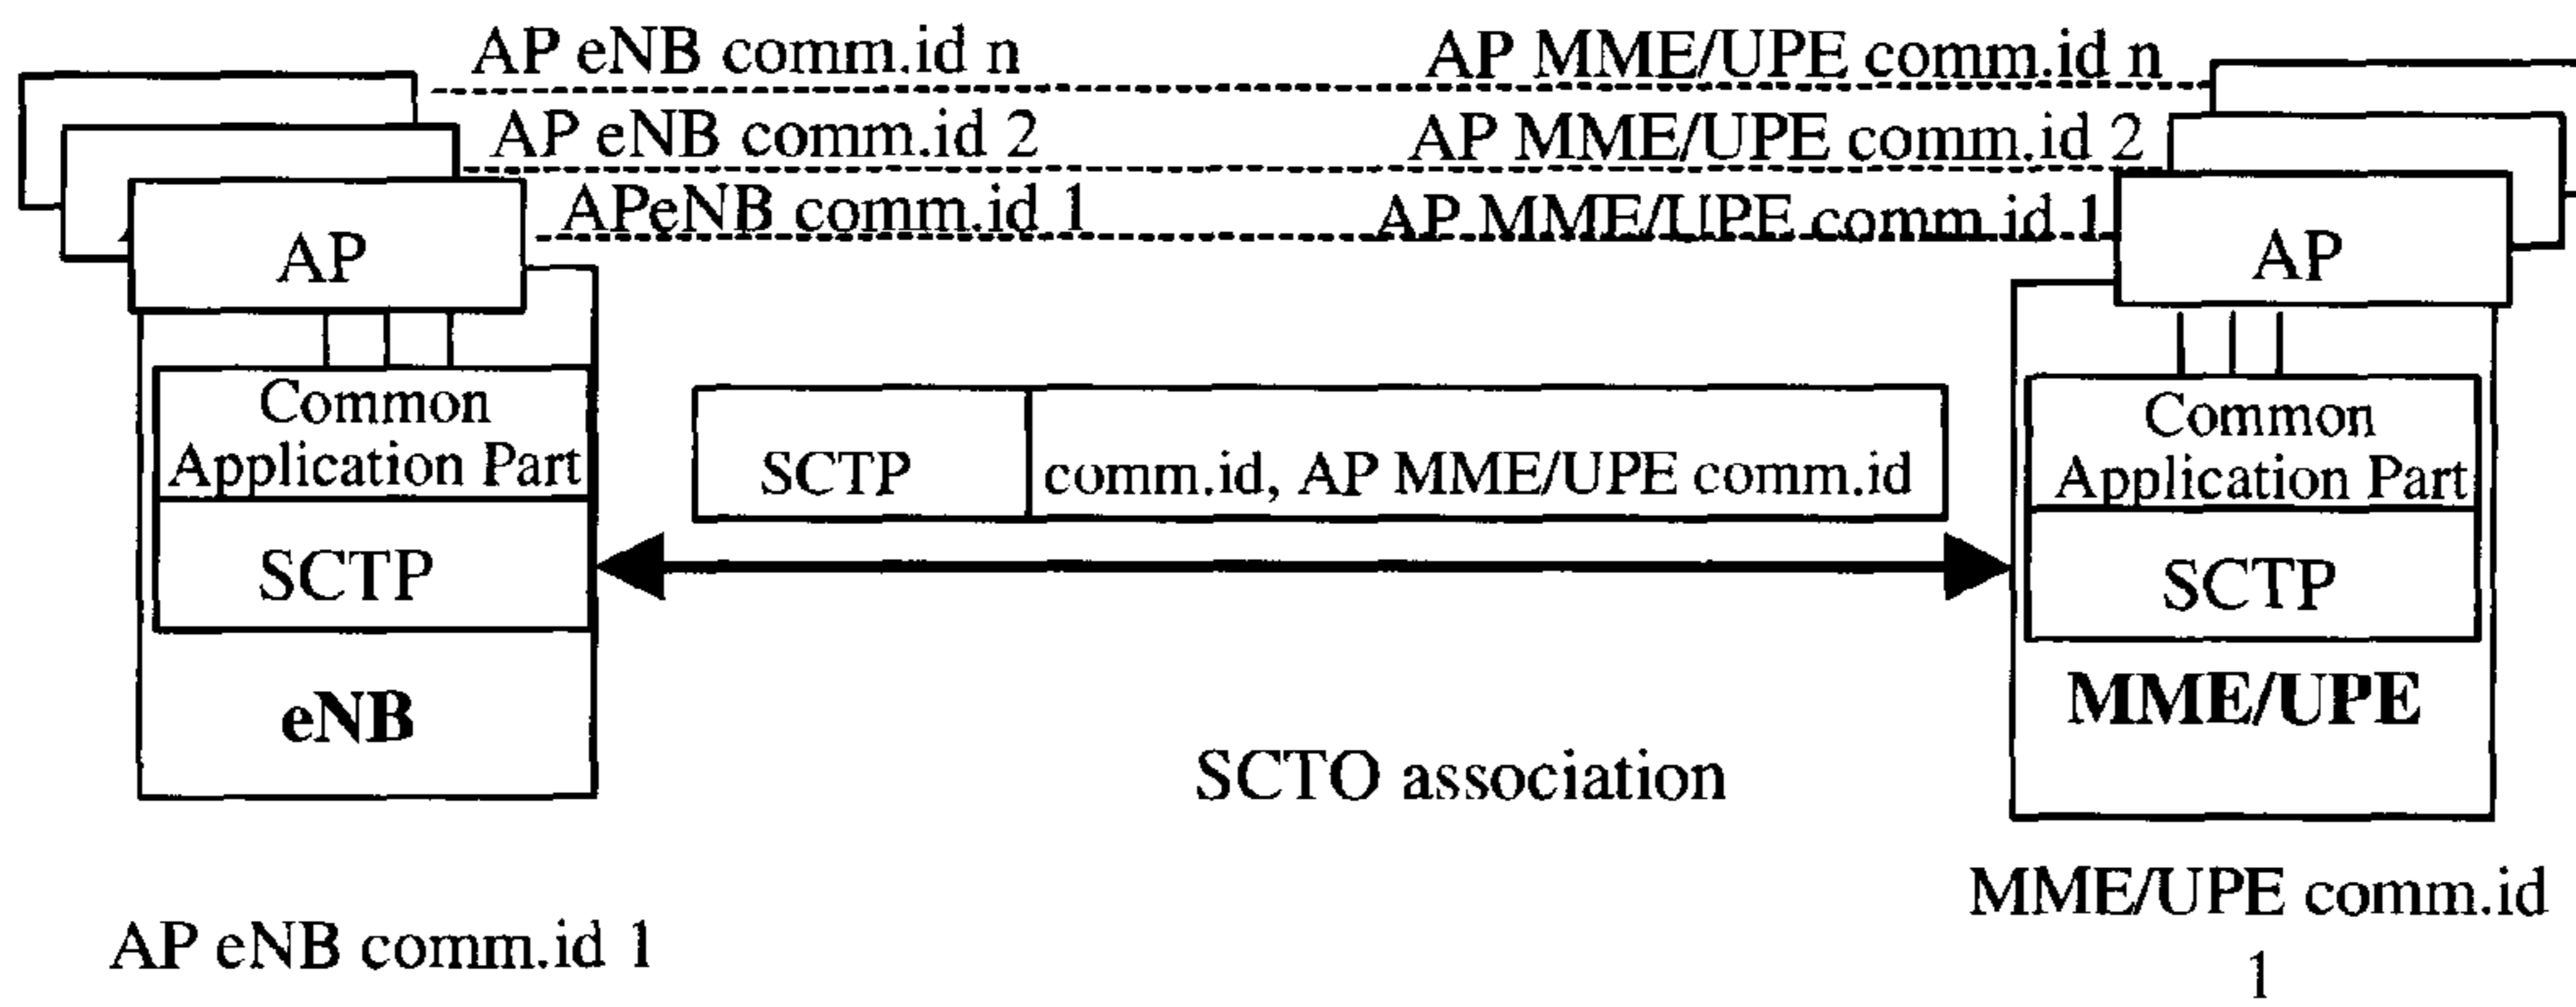 AP eNB comm.id n
AP MME/UPE comm.id n
AP eNB comm.id 2
AP MME/UPE comm.id 2
APeNB comm.id 1
AP MME/UPE comm.id 1
AP
AP
Common
Application Part
SCTP
eNB
SCTP
comm.id, AP MME/UPE comm.id
Common
Application Part
SCTP
MME/UPE
SCTO association
AP eNB comm.id 1
MME/UPE comm.id
1